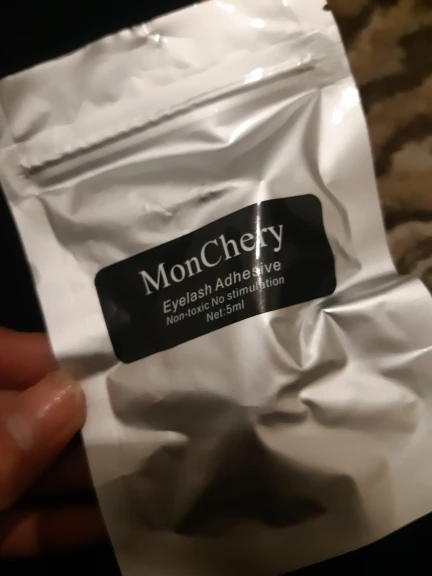 MonChery
Eyelash Adhesive
Non-toxic No stimulation
Net:5ml